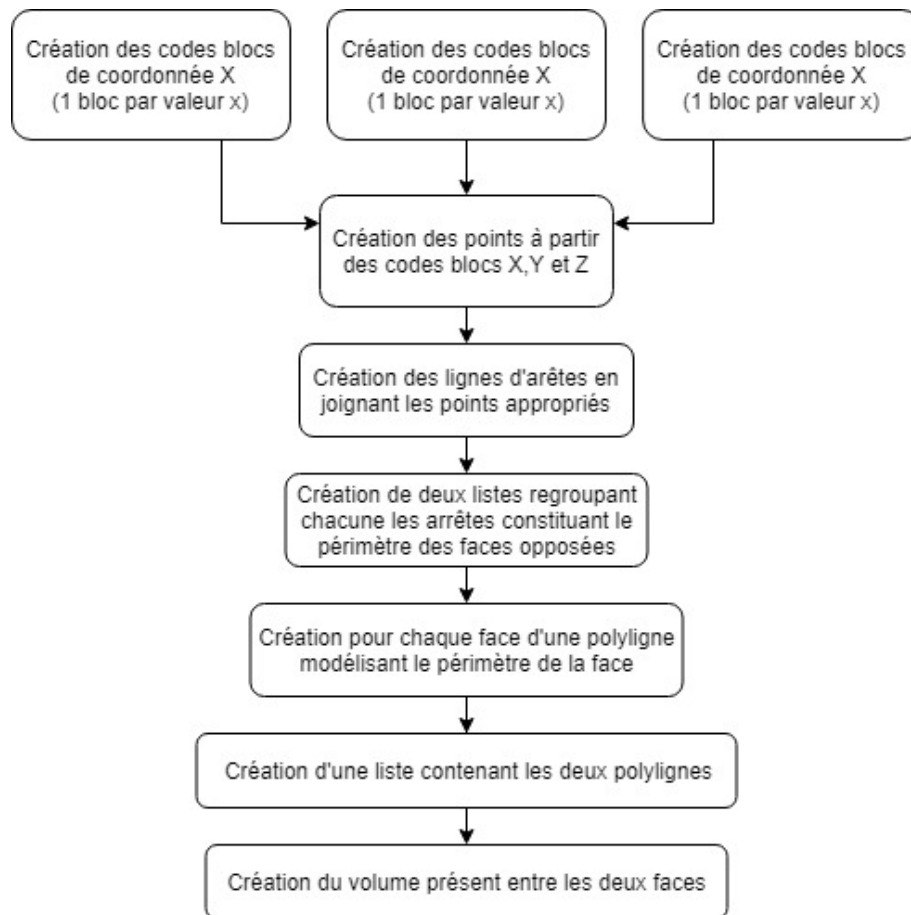 Création des codes blocs
de coordonnée X
(1 bloc par valeur x)
Création des codes blocs
de coordonnée X
(1 bloc par valeur x)
Création des codes blocs
de coordonnée X
(1 bloc par valeur x)
Création des points à partir
des codes blocs X,Y et Z
Création des lignes d'arêtes en
joignant les points appropriés
Création de deux listes regroupant
chacune les arrêtes constituant le
périmètre des faces opposées
Création pour chaque face d'une polyligne
modélisant le périmètre de la face
Création d'une liste contenant les deux polylignes
Création du volume présent entre les deux faces